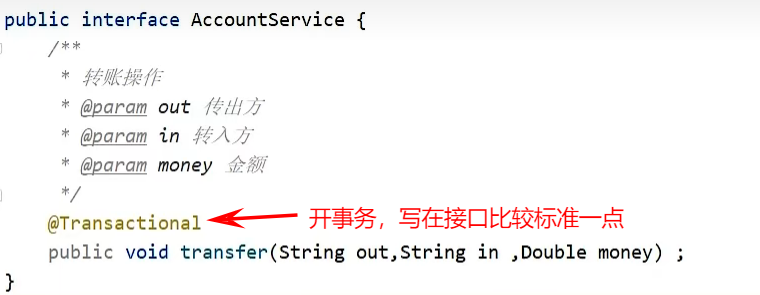 public interface AccountService {
/**
* 转账操作
* @param out 传出方
* @param in 转入方
* @param money 金额
*/
@Transactional
开事务，写在接口比较标准一点
public void transfer(String out,String in ,Double money) ;
}